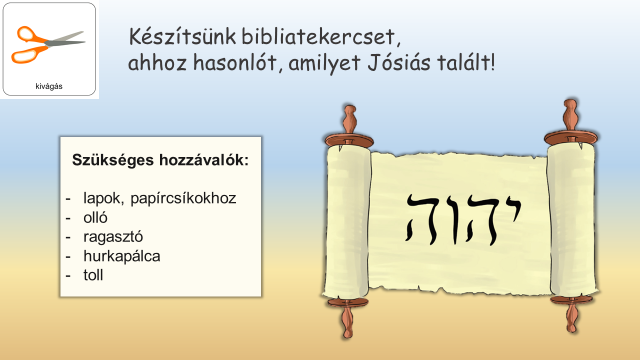 kivágás
Készítsünk bibliatekercset,
ahhoz hasonlót, amilyet Jósiás talált!
Szükséges hozzávalók:
- lapok, papírcsíkokhoz
- olló
- ragasztó
- hurkapálca
- toll
יהוה